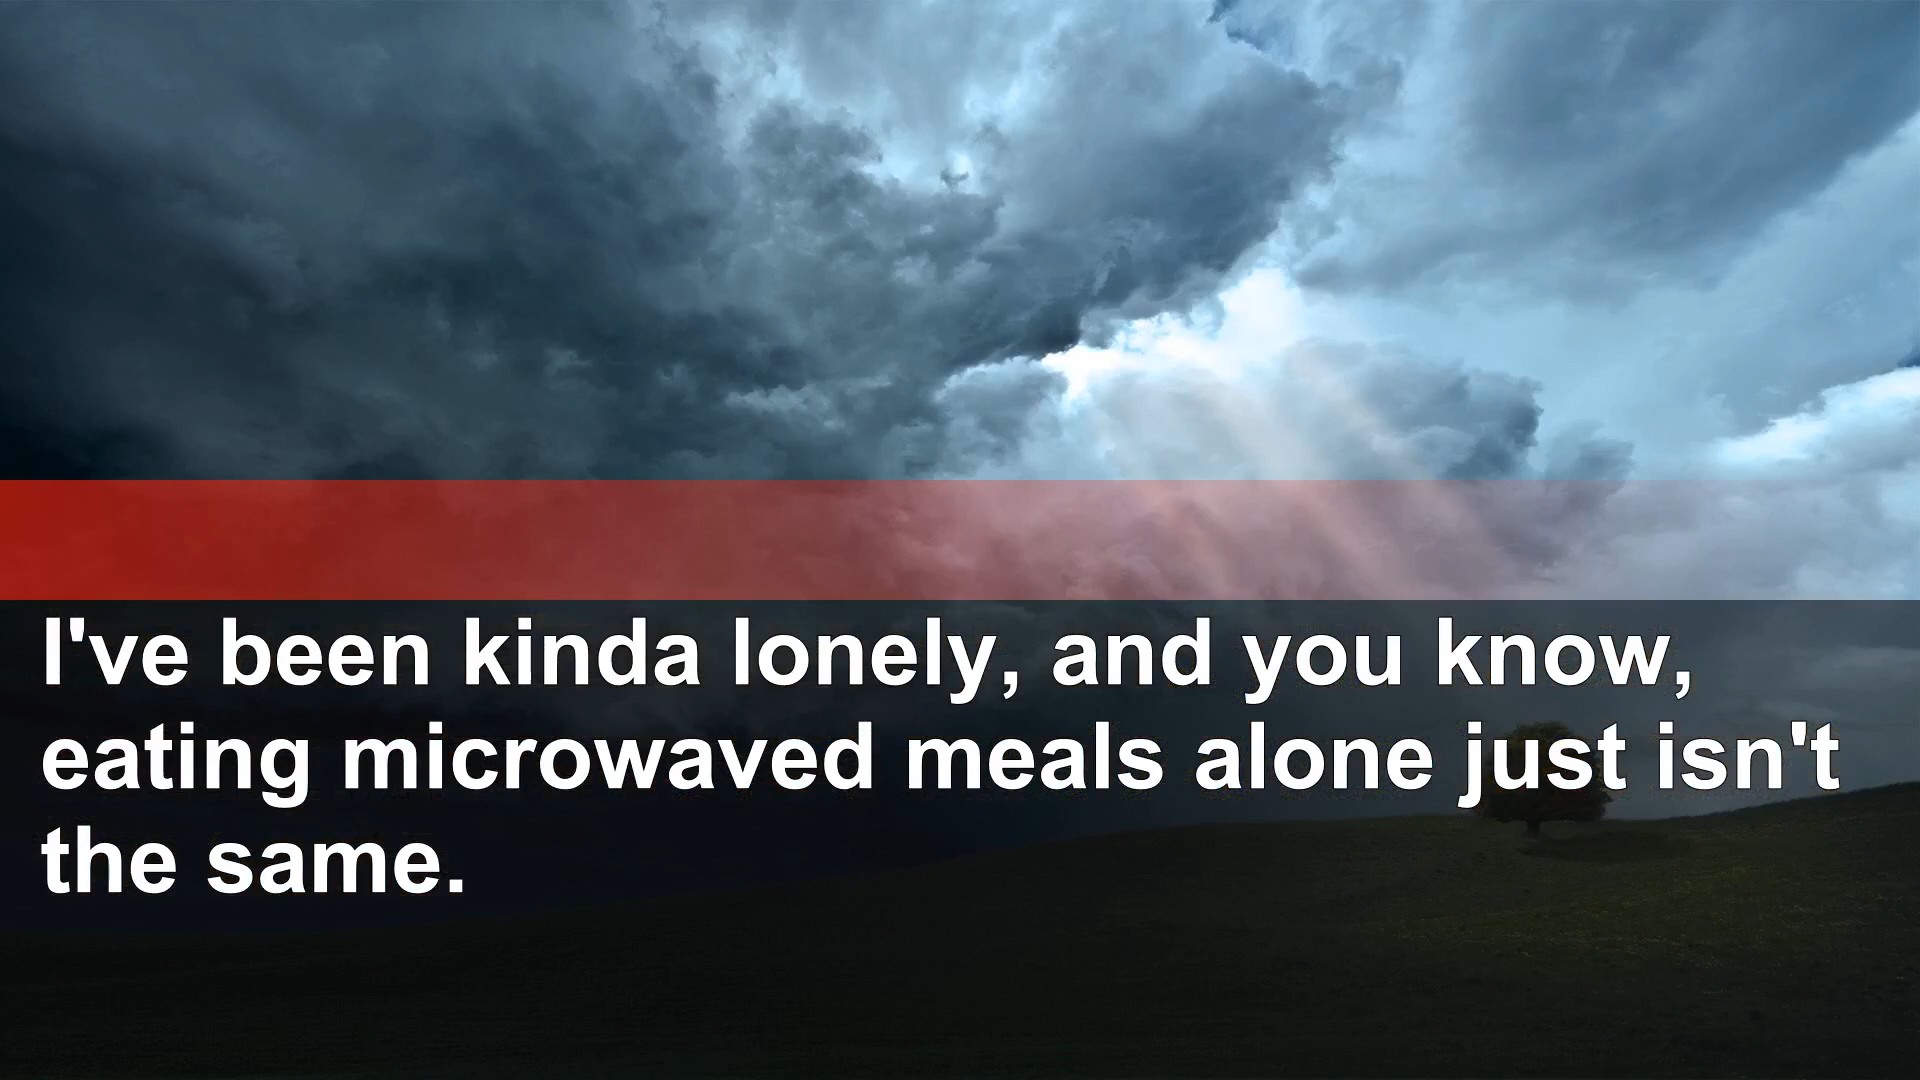 I've been kinda lonely, and you know,
eating microwaved meals alone just isn't
the same.